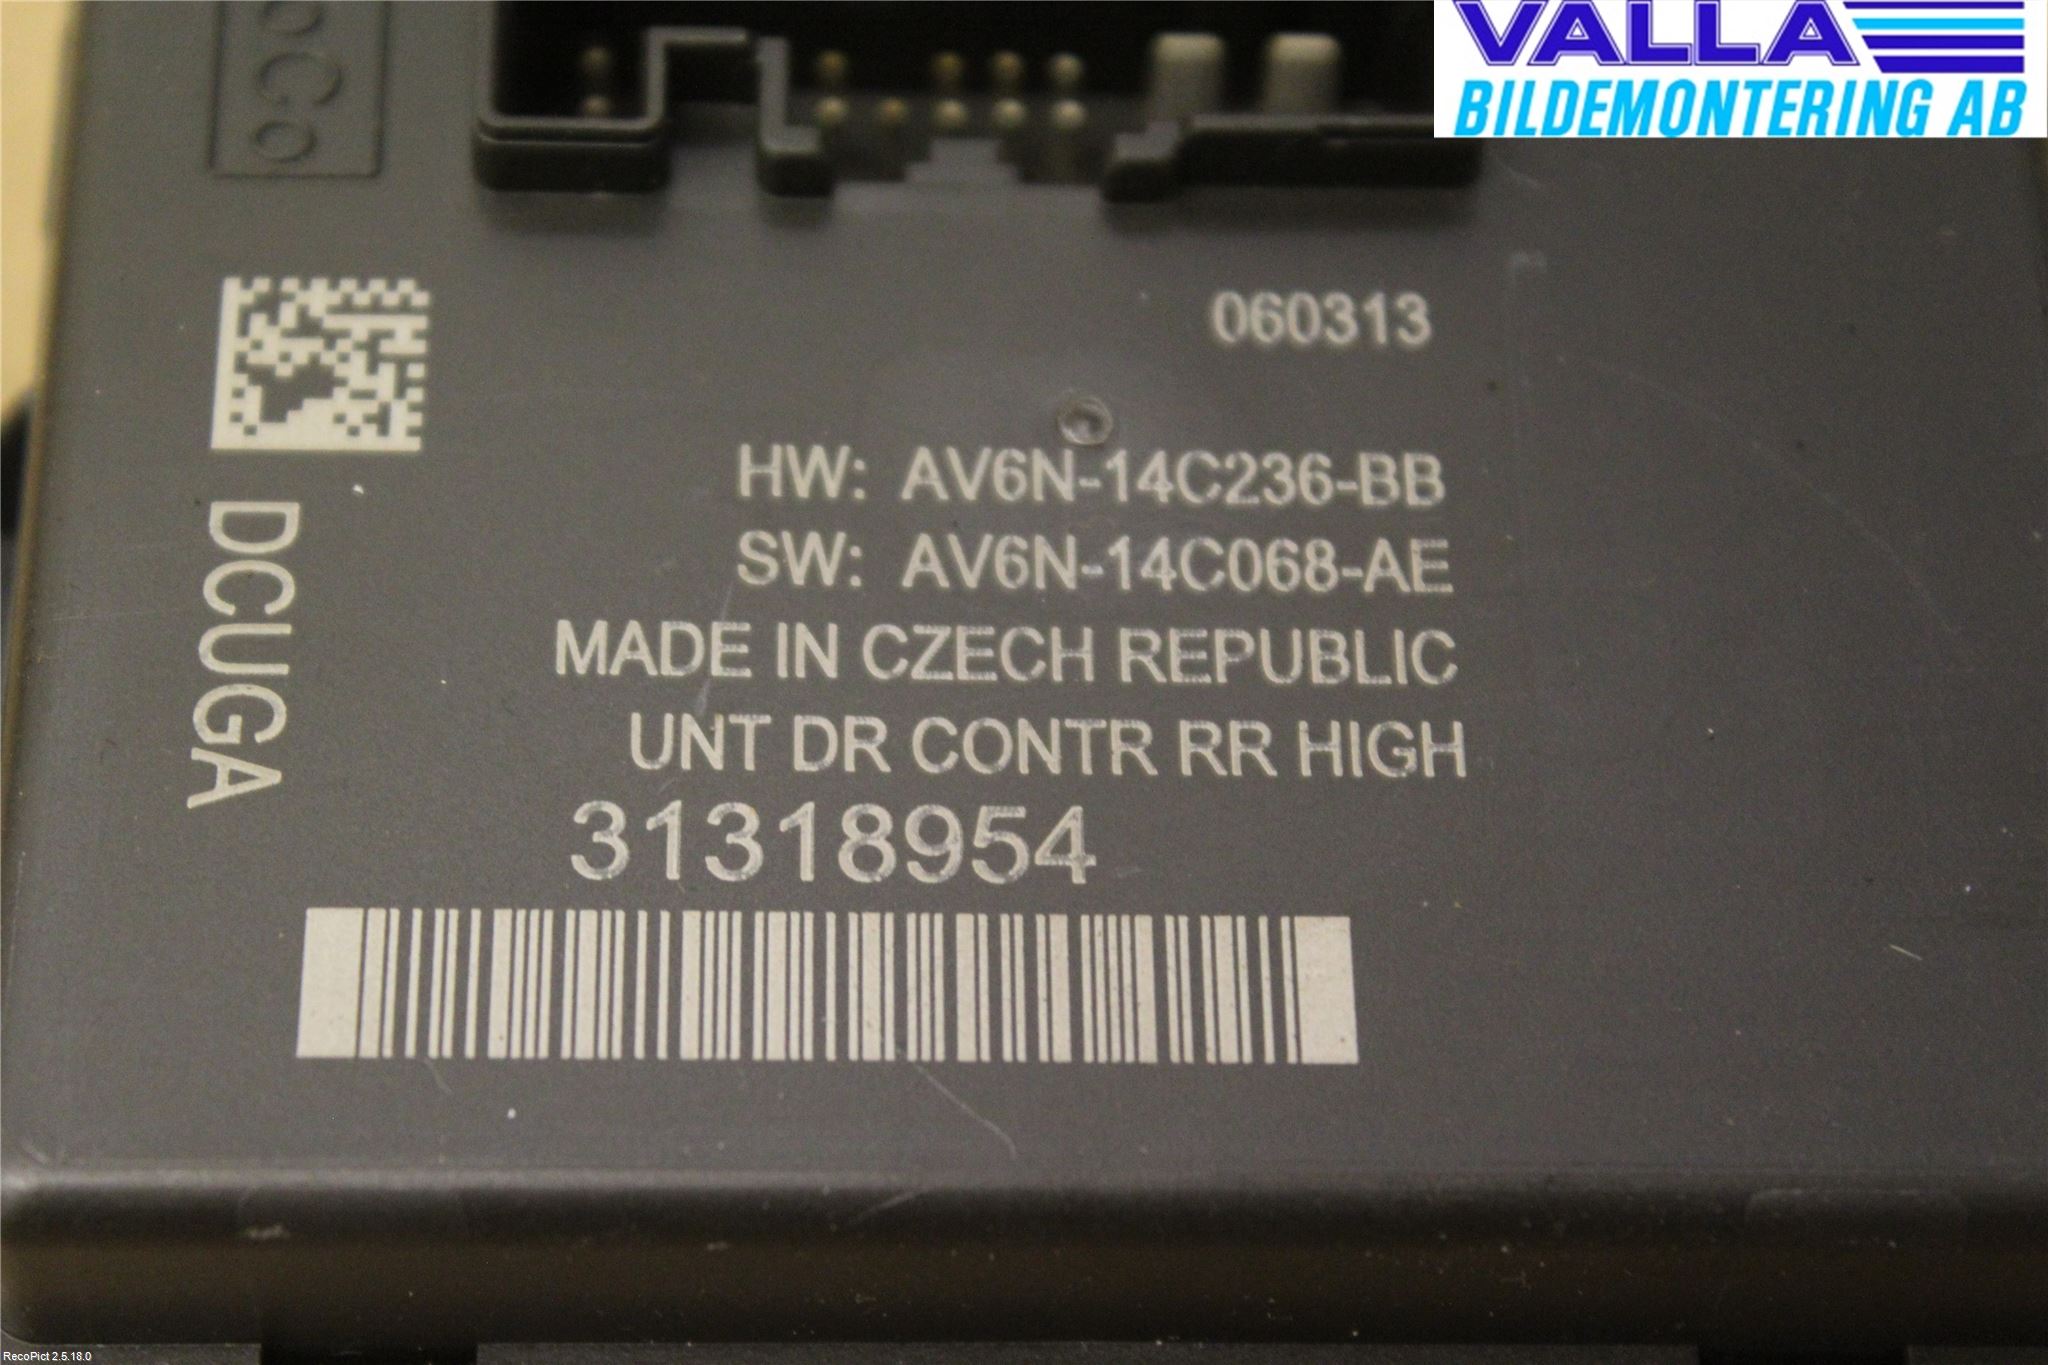 VALLA
BILDEMONTERING AB
060313
HW: AV6N-14C236-BB
SW: AV6N-14C068-AE
MADE IN CZECH REPUBLIC
UNT DR CONTR RR HIGH
31318954
DCUGA
RecoPict 2.5.18.0